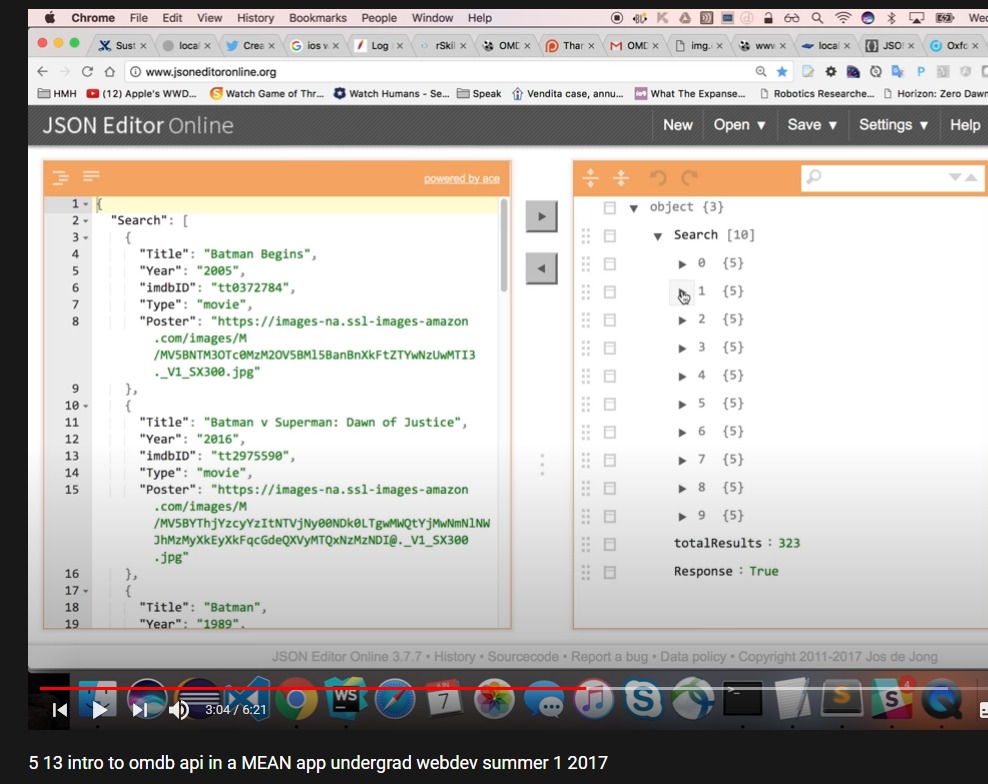 Chrome File Edit View History Bookmarks People Window Help
Sust local Crea ios v Log rSkil OMD Than OMD img. www local JSOI Oxfo
www.jsoneditoronline.org
HMH (12) Apple's WWD... Watch Game of Thr... Watch Humans - Se... Speak Vendita case, annu... What The Expanse... Robotics Researche... Horizon: Zero Dawn
JSON Editor Online New Open Save Settings Help
powered by ace
1 {
2 "Search": [
3 {
4 "Title": "Batman Begins",
5 "Year": "2005",
6 "imdbID": "tt0372784",
7 "Type": "movie",
8 "Poster": "https://images-na.ssl-images-amazon
.com/images/M
/MV5BNTM3OTc0MzM2OV5BMl5BanBnXkFtZTYwNzUwMTI3
._V1_SX300.jpg"
9 },
10 {
11 "Title": "Batman v Superman: Dawn of Justice",
12 "Year": "2016",
13 "imdbID": "tt2975590",
14 "Type": "movie",
15 "Poster": "https://images-na.ssl-images-amazon
.com/images/M
/MV5BYThjYzcyYzItNTVjNy00NDk0LTgwMWQtYjMwNmNlNW
JhMzMyXkEyXkFqcGdeQXVyMTQxNzMzNDI@._V1_SX300
.jpg"
16 },
17 {
18 "Title": "Batman",
19 "Year": "1989",
object {3}
Search [10]
0 {5}
1 {5}
2 {5}
3 {5}
4 {5}
5 {5}
6 {5}
7 {5}
8 {5}
9 {5}
totalResults : 323
Response : True
JSON Editor Online 3.7.7 • History • Sourcecode • Report a bug • Data policy • Copyright 2011-2017 Jos de Jong
WS
7
3:04 / 6:21
5 13 intro to omdb api in a MEAN app undergrad webdev summer 1 2017